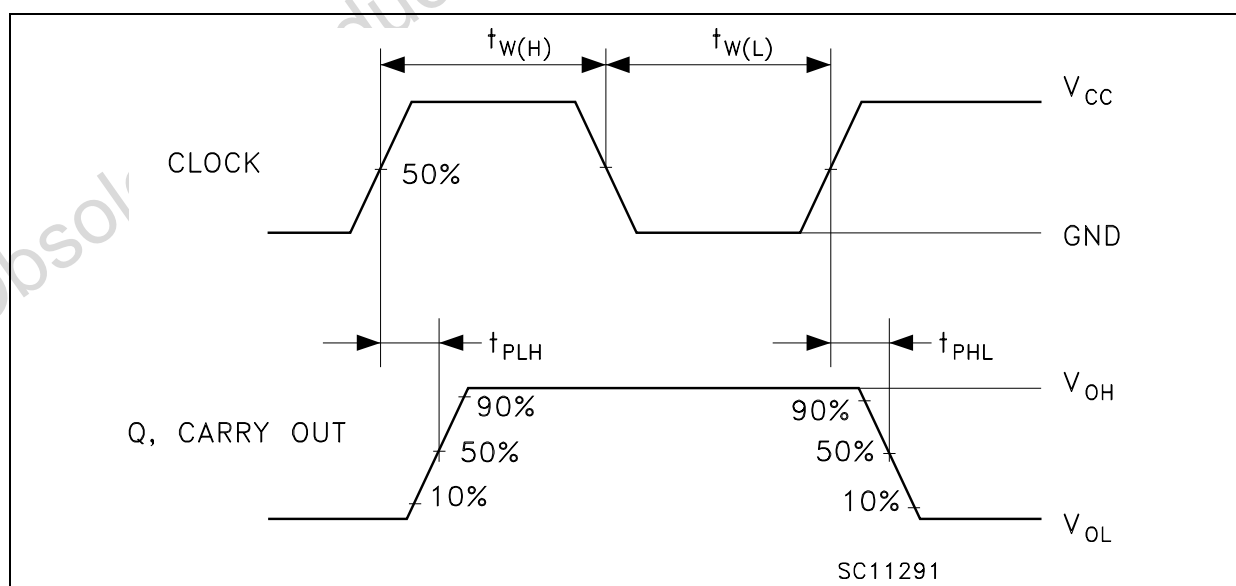 tW(H) tW(L)
VCC
CLOCK
50%
GND
tPLH tPHL
VOH
90% 90%
Q, CARRY OUT
50% 50%
10% 10%
VOL
SC11291